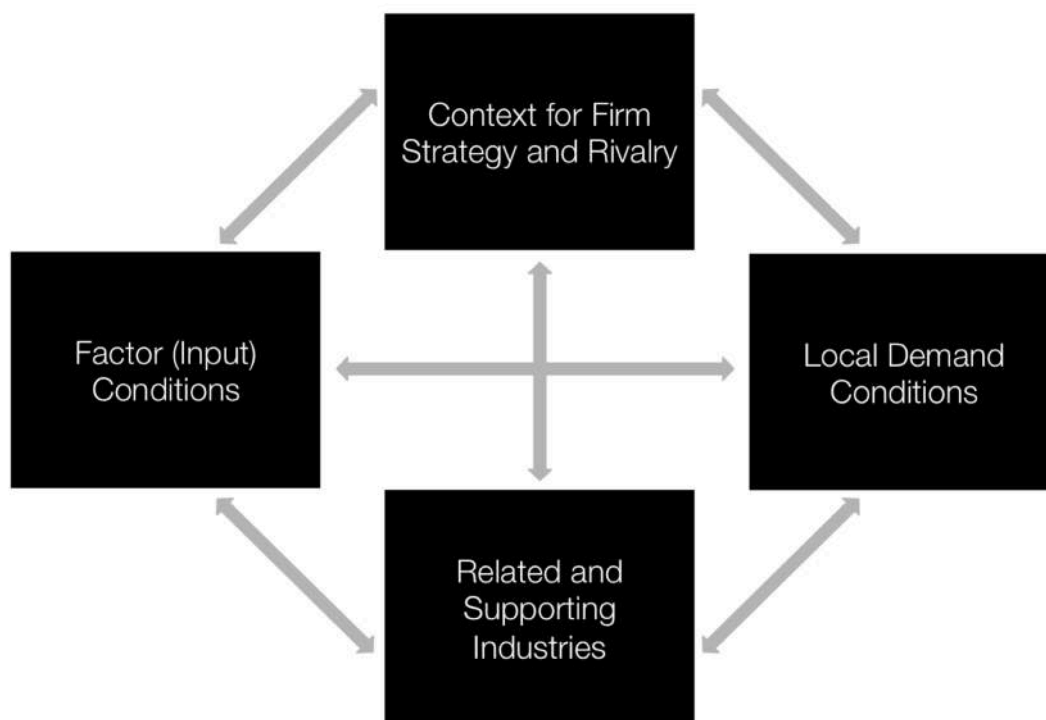 Context for Firm
Strategy and Rivalry
Factor (Input)
Conditions
Local Demand
Conditions
Related and
Supporting
Industries